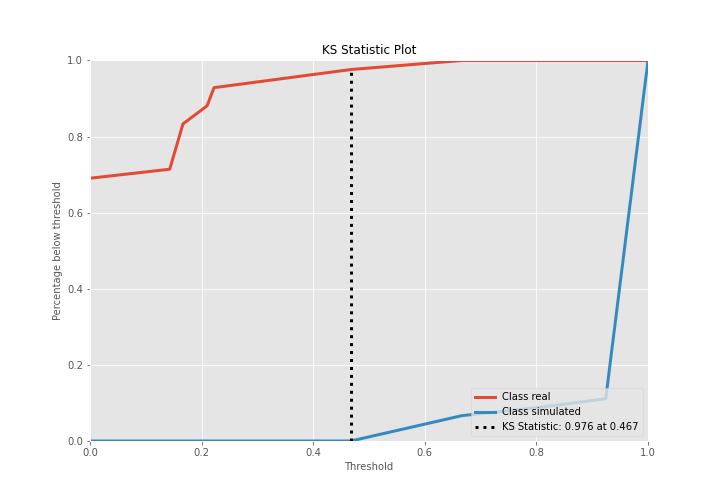 KS Statistic Plot
1.0
0.8
0.6
0.4
0.2
0.0
Percentage below threshold
0.0 0.2 0.4 0.6 0.8 1.0
Threshold
Class real
Class simulated
KS Statistic: 0.976 at 0.467